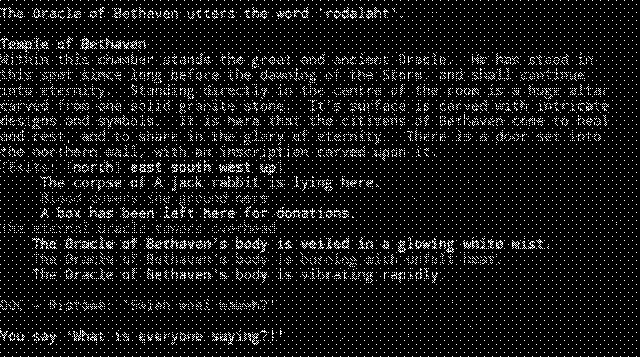 The Oracle of Bethaven utters the word 'rodalaht'.
Temple of Bethaven
Within this chamber stands the great and ancient Oracle. He has stood in
this spot since long before the dawning of the Store, and shall continue
into eternity. Standing directly in the centre of the room is a huge altar
carved from one solid granite stone. It's surface is carved with intricate
designs and symbols. It is here that the citizens of Bethaven come to heal
and rest, and to share in the glory of eternity. There is a door set into
the northern wall, with an inscription carved upon it.
[Exits: [north] east south west up]
The corpse of A jack rabbit is lying here.
Blood covers the ground here
A box has been left here for donations.
The eternal Oracle towers overhead
The Oracle of Bethaven's body is veiled in a glowing white mist.
The Oracle of Bethaven's body is burning with unfelt heat.
The Oracle of Bethaven's body is vibrating rapidly
OOC -
You say 'What is everyone saying?!'